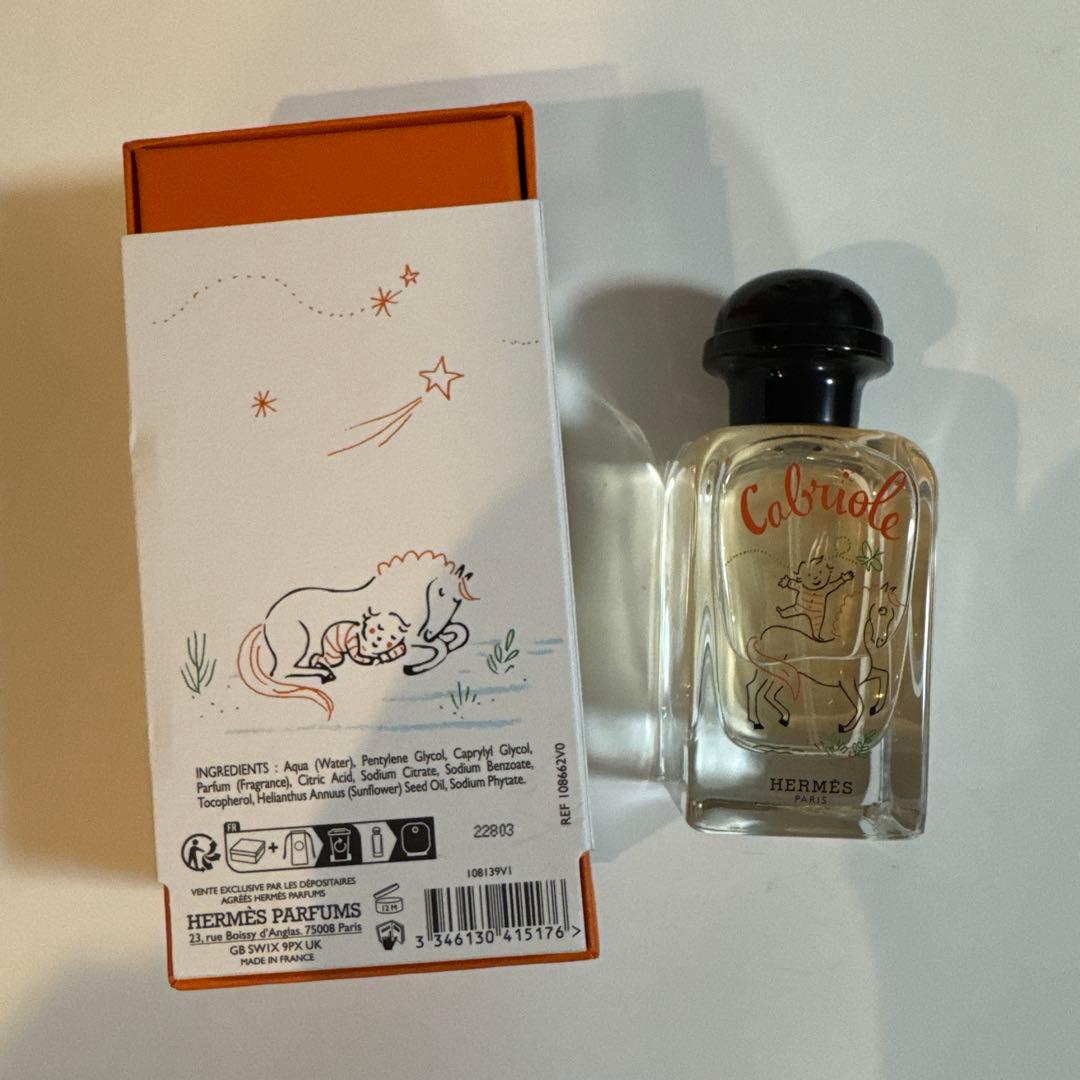 INGREDIENTS : Aqua (Water), Pentylene Glycol, Caprylyl Glycol,
Parfum (Fragrance), Citric Acid, Sodium Citrate, Sodium Benzoate,
Tocopherol, Helianthus Annuus (Sunflower) Seed Oil, Sodium Phytate.
REF 108662V0
FR
+
22803
108139V1
VENTE EXCLUSIVE PAR LES DÉPOSITAIRES
AGRÉÉS HERMÈS PARFUMS
HERMÈS PARFUMS
23, rue Boissy d'Anglas. 75008 Paris
GB SW1X 9PX UK
MADE IN FRANCE
12 M
3 346130 415176 >
Cabriole
HERMÈS
PARIS